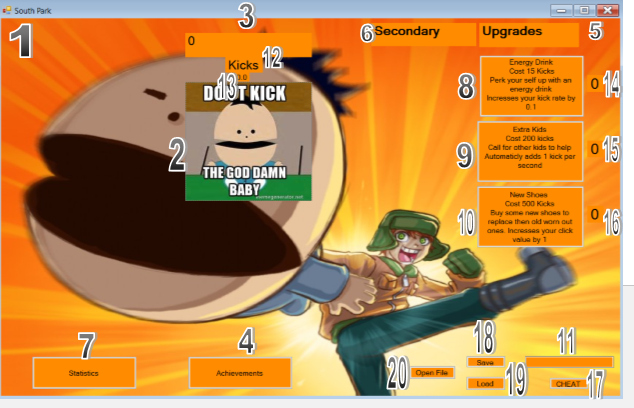 South Park
1
3
0
6
Secondary
Upgrades
5
Kicks
12
13
0.0
DON'T KICK
2
THE GOD DAMN
BABY
8
Energy Drink
Cost 15 Kicks
Perk your self up with an
energy drink
Increases your kick rate by
0.1
0
14
9
Extra Kids
Cost 200 kicks
Call for other kids to help
Automaticly adds 1 kick per
second
0
15
10
New Shoes
Cost 500 Kicks
Buy some new shoes to
replace then old worn out
ones. Increases your click
value by 1
0
16
7
Statistics
4
Achievements
20
Open File
18
Save
19
Load
11
CHEAT
17